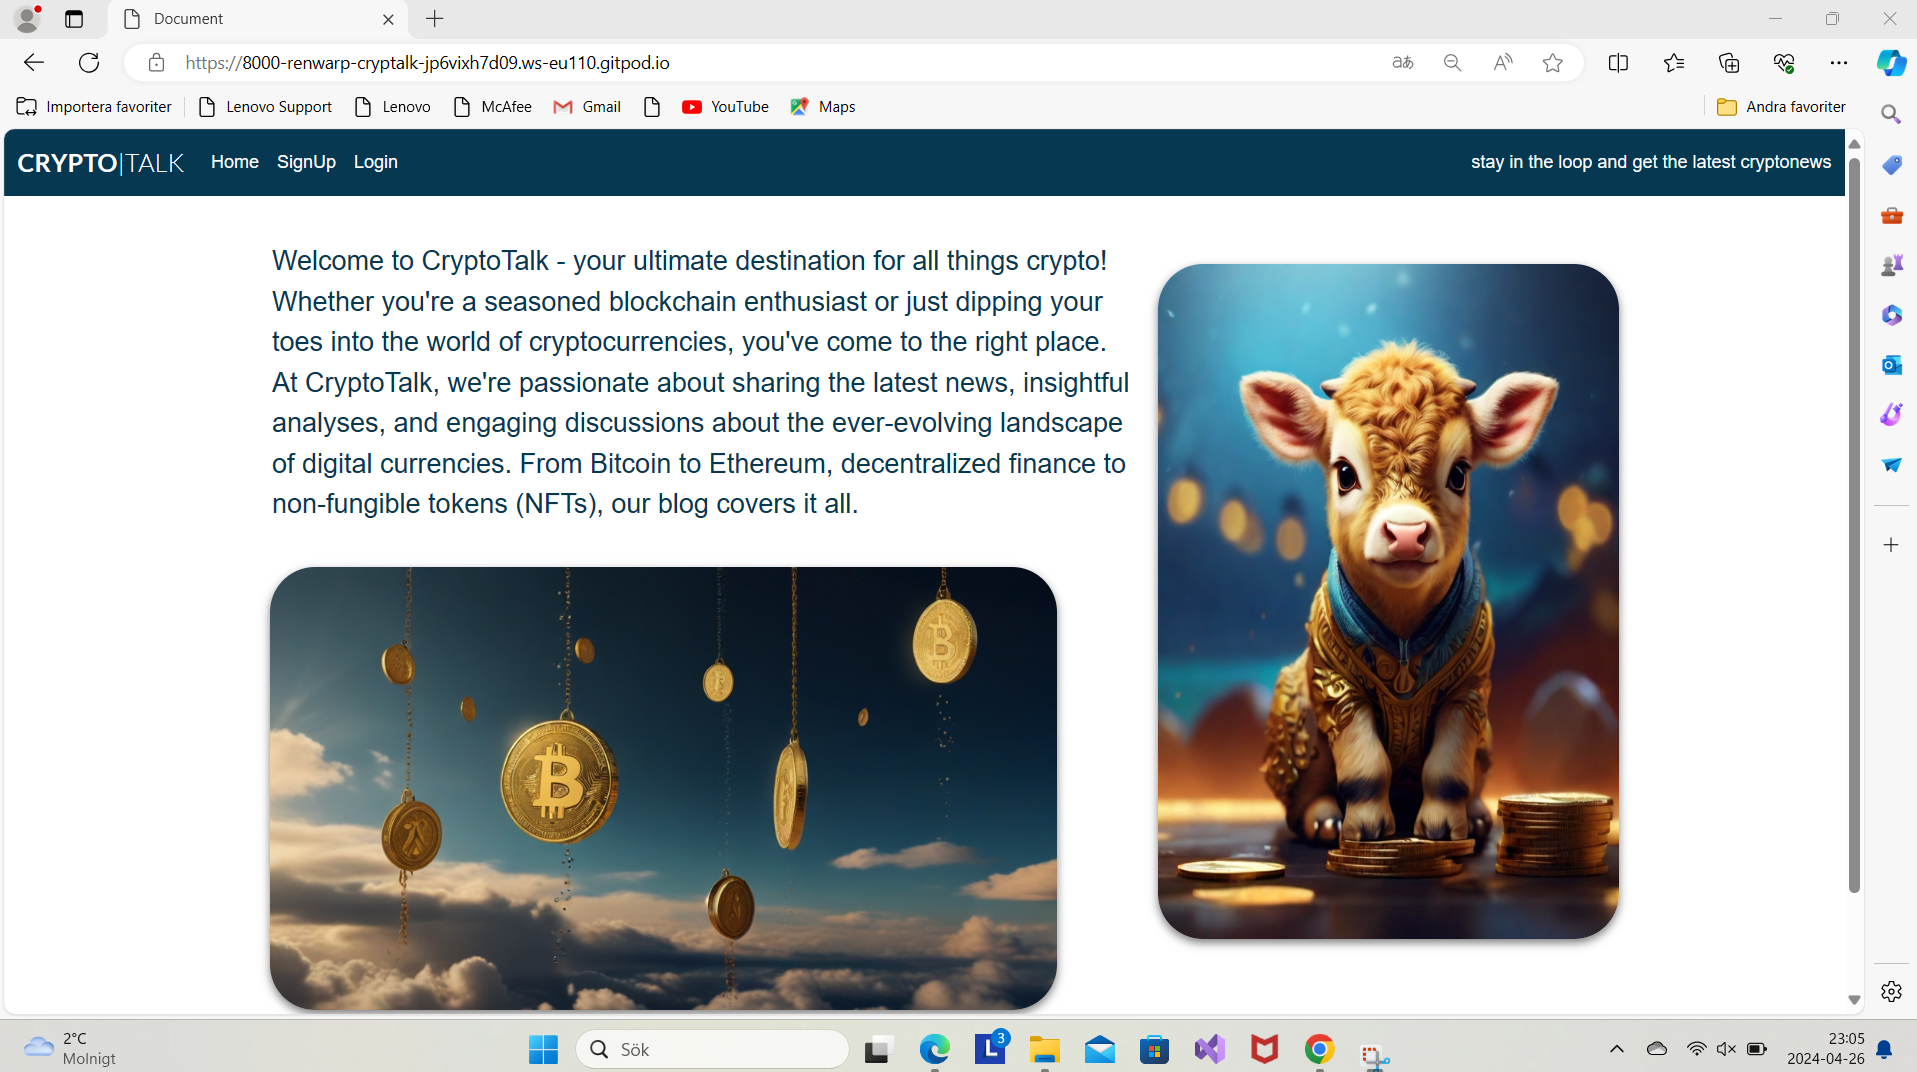 Document
https://8000-renwarp-cryptalk-jp6vixh7d09.ws-eu110.gitpod.io
aあ
Importera favoriter
Lenovo Support
Lenovo
McAfee
Gmail
YouTube
Maps
Andra favoriter
CRYPTO|TALK
Home
SignUp
Login
stay in the loop and get the latest cryptonews
Welcome to CryptoTalk - your ultimate destination for all things crypto!
Whether you're a seasoned blockchain enthusiast or just dipping your
toes into the world of cryptocurrencies, you've come to the right place.
At CryptoTalk, we're passionate about sharing the latest news, insightful
analyses, and engaging discussions about the ever-evolving landscape
of digital currencies. From Bitcoin to Ethereum, decentralized finance to
non-fungible tokens (NFTs), our blog covers it all.
2°C
Molnigt
Sök
L
3
23:05
2024-04-26